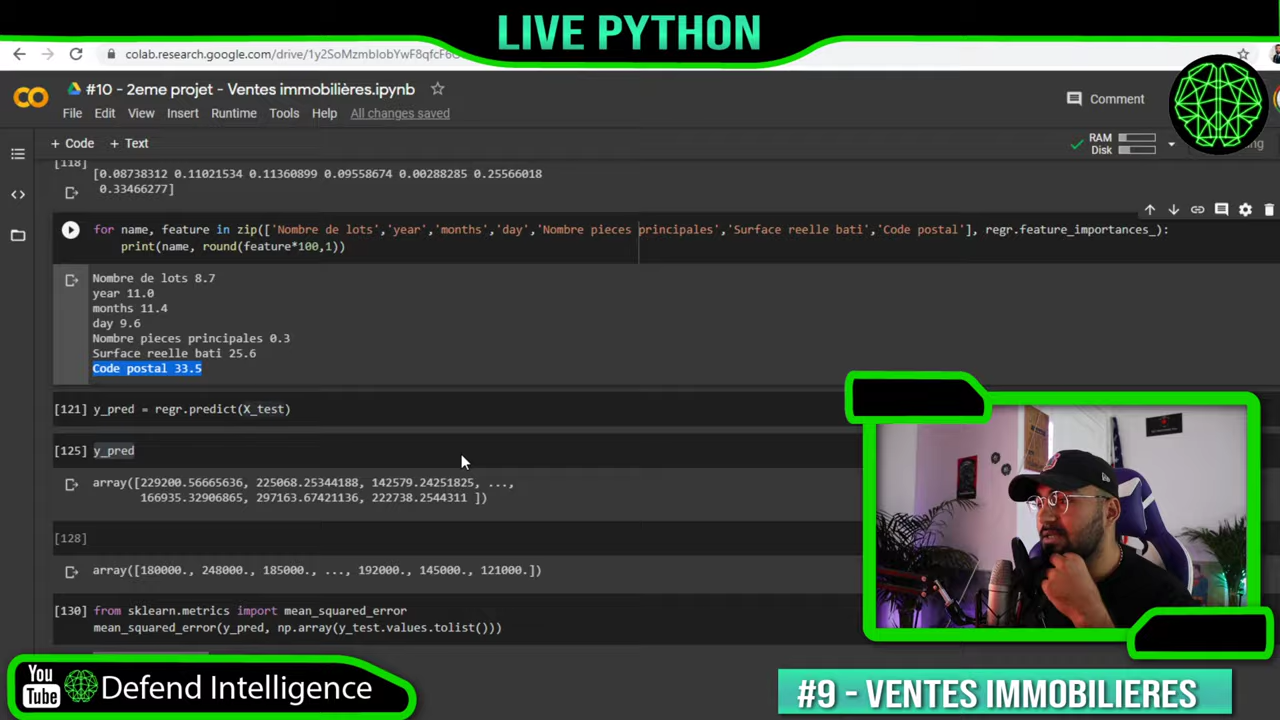 LIVE PYTHON
colab.research.google.com/drive/1y2SoMzmblobYwF8qfcF6
#10 - 2eme projet - Ventes immobilières.ipynb
Comment
File Edit View Insert Runtime Tools Help All changes saved
+ Code + Text
RAM
Disk
[118]
[0.08738312 0.11021534 0.11360899 0.09558674 0.00288285 0.25566018
0.33466277]
for name, feature in zip(['Nombre de lots','year','months','day','Nombre pieces principales','Surface reelle bati','Code postal'], regr.feature_importances_):
print(name, round(feature*100,1))
Nombre de lots 8.7
year 11.0
months 11.4
day 9.6
Nombre pieces principales 0.3
Surface reelle bati 25.6
Code postal 33.5
[121] y_pred = regr.predict(X_test)
[125] y_pred
array([229200.56665636, 225068.25344188, 142579.24251825, ...,
166935.32906865, 297163.67421136, 222738.2544311 ])
[128]
array([180000., 248000., 185000., ..., 192000., 145000., 121000.])
[130] from sklearn.metrics import mean_squared_error
mean_squared_error(y_pred, np.array(y_test.values.tolist()))
You
Tube
Defend Intelligence
#9 - VENTES IMMOBILIERES